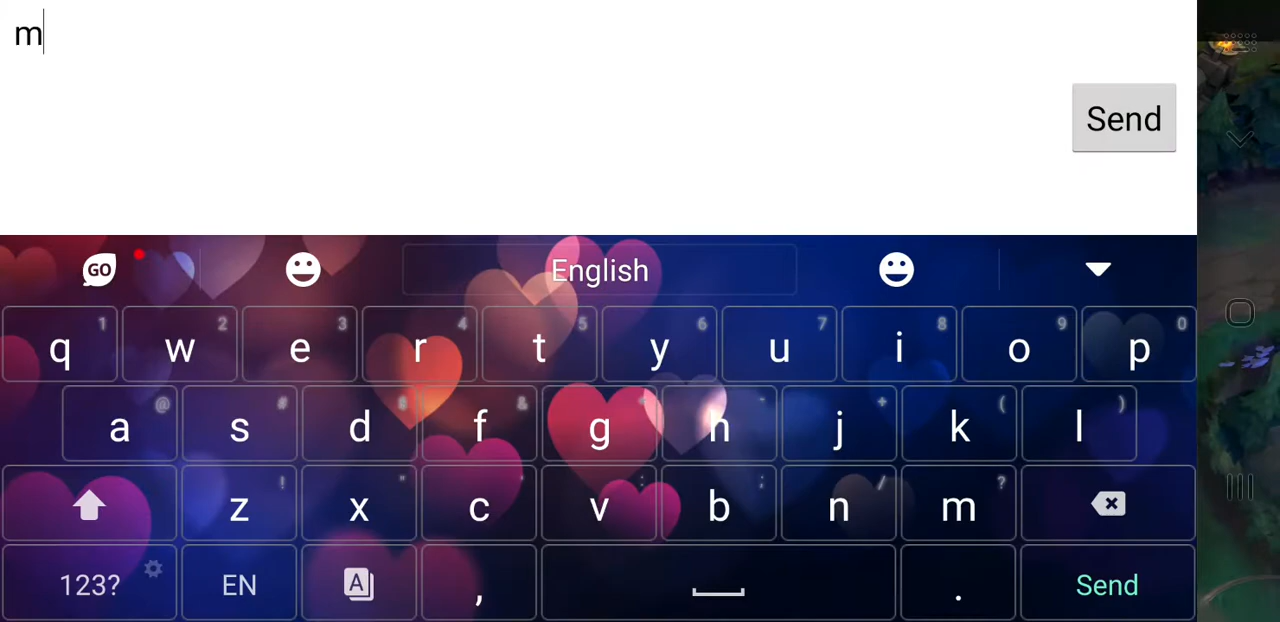 m
Send
GO English
q 1 w 2 e 3 r 4 t 5 y 6 u 7 i 8 o 9 p 0
a @ s # d $ f & g h - j + k ( l )
z ! x " c ' v : b ; n / m ?
123? EN A , . Send